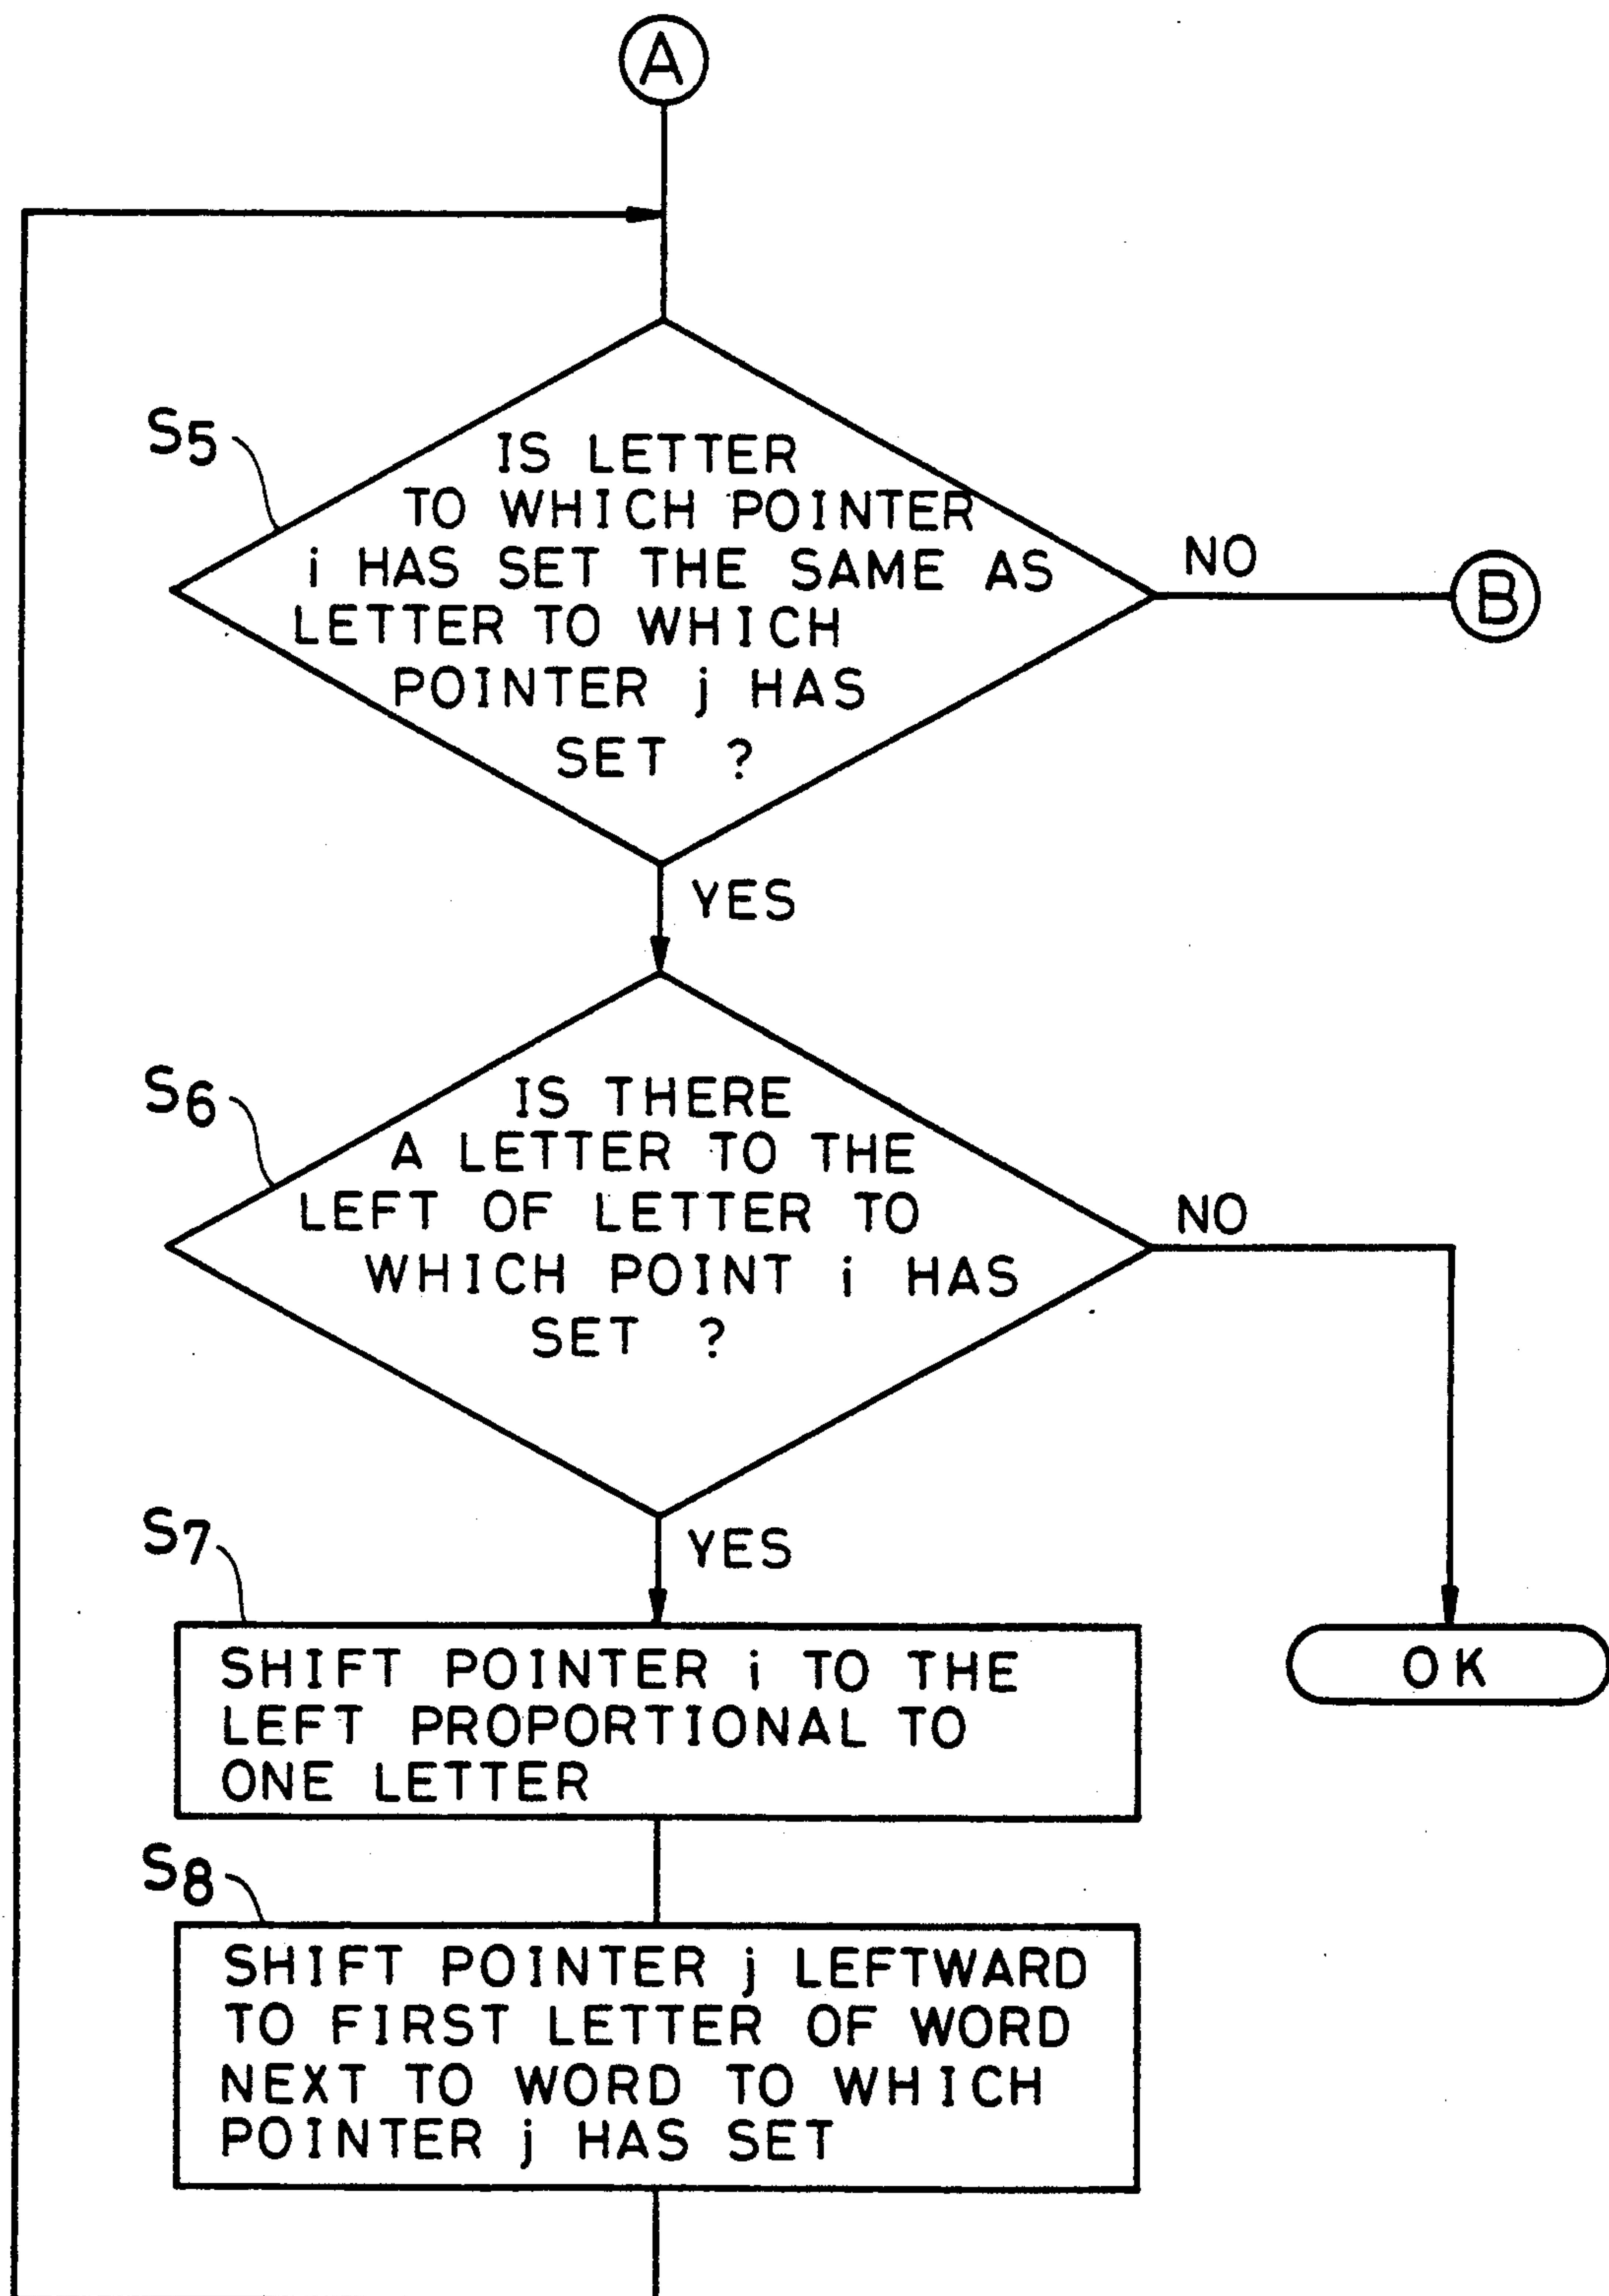 A
S5
IS LETTER
TO WHICH POINTER
i HAS SET THE SAME AS
LETTER TO WHICH
POINTER j HAS
SET ?
NO
B
YES
S6
IS THERE
A LETTER TO THE
LEFT OF LETTER TO
WHICH POINT i HAS
SET ?
NO
YES
S7
SHIFT POINTER i TO THE
LEFT PROPORTIONAL TO
ONE LETTER
OK
S8
SHIFT POINTER j LEFTWARD
TO FIRST LETTER OF WORD
NEXT TO WORD TO WHICH
POINTER j HAS SET